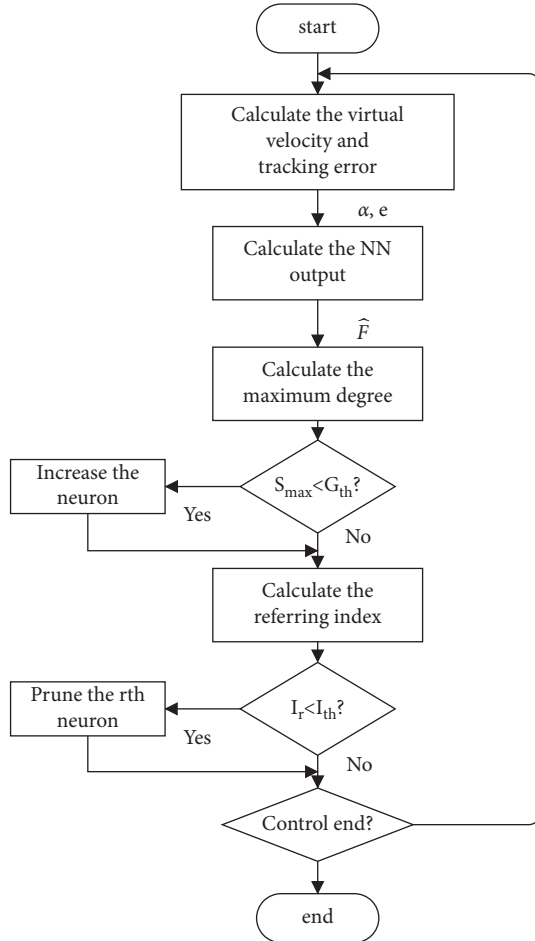 start
Calculate the virtual
velocity and
tracking error
α, e
Calculate the NN
output
F̂
Calculate the
maximum degree
Increase the
neuron
S_max<G_th?
Yes
No
Calculate the
referring index
Prune the rth
neuron
I_r<I_th?
Yes
No
Control end?
end